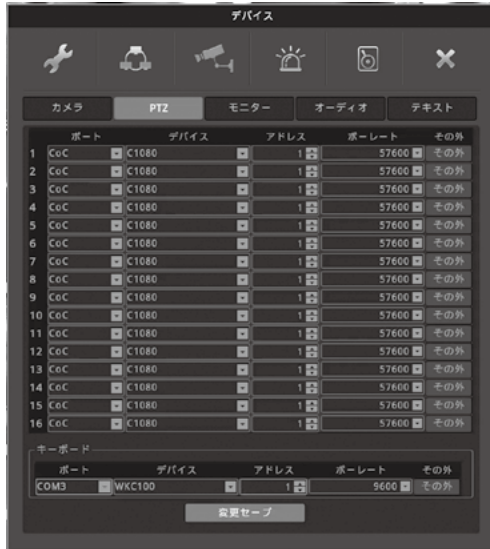 デバイス
カメラ PTZ モニター オーディオ テキスト
ポート デバイス アドレス ボーレート その外
1 CoC C1080 1 57600 その外
2 CoC C1080 1 57600 その外
3 CoC C1080 1 57600 その外
4 CoC C1080 1 57600 その外
5 CoC C1080 1 57600 その外
6 CoC C1080 1 57600 その外
7 CoC C1080 1 57600 その外
8 CoC C1080 1 57600 その外
9 CoC C1080 1 57600 その外
10 CoC C1080 1 57600 その外
11 CoC C1080 1 57600 その外
12 CoC C1080 1 57600 その外
13 CoC C1080 1 57600 その外
14 CoC C1080 1 57600 その外
15 CoC C1080 1 57600 その外
16 CoC C1080 1 57600 その外
キーボード
ポート デバイス アドレス ボーレート その外
COM3 WKC100 1 9600 その外
変更セーブ